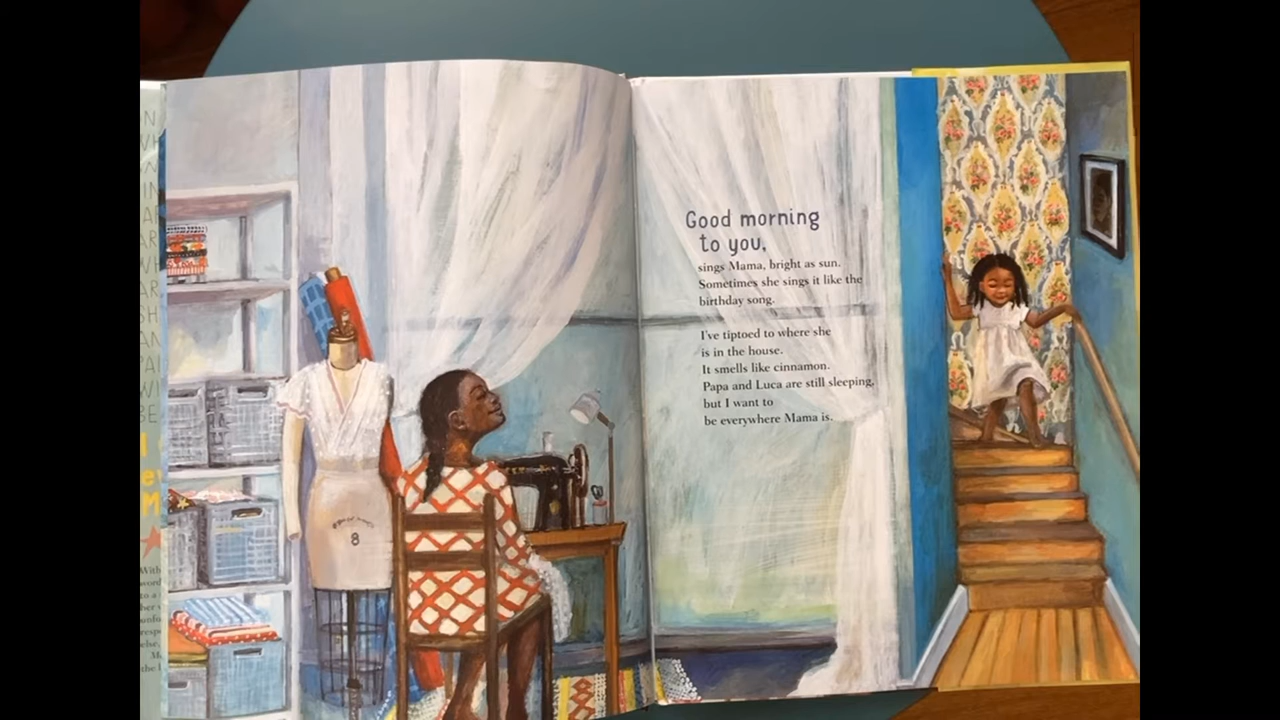 Good morning
to you,
sings Mama, bright as sun.
Sometimes she sings it like the
birthday song.
I've tiptoed to where she
is in the house.
It smells like cinnamon.
Papa and Luca are still sleeping,
but I want to
be everywhere Mama is.
8